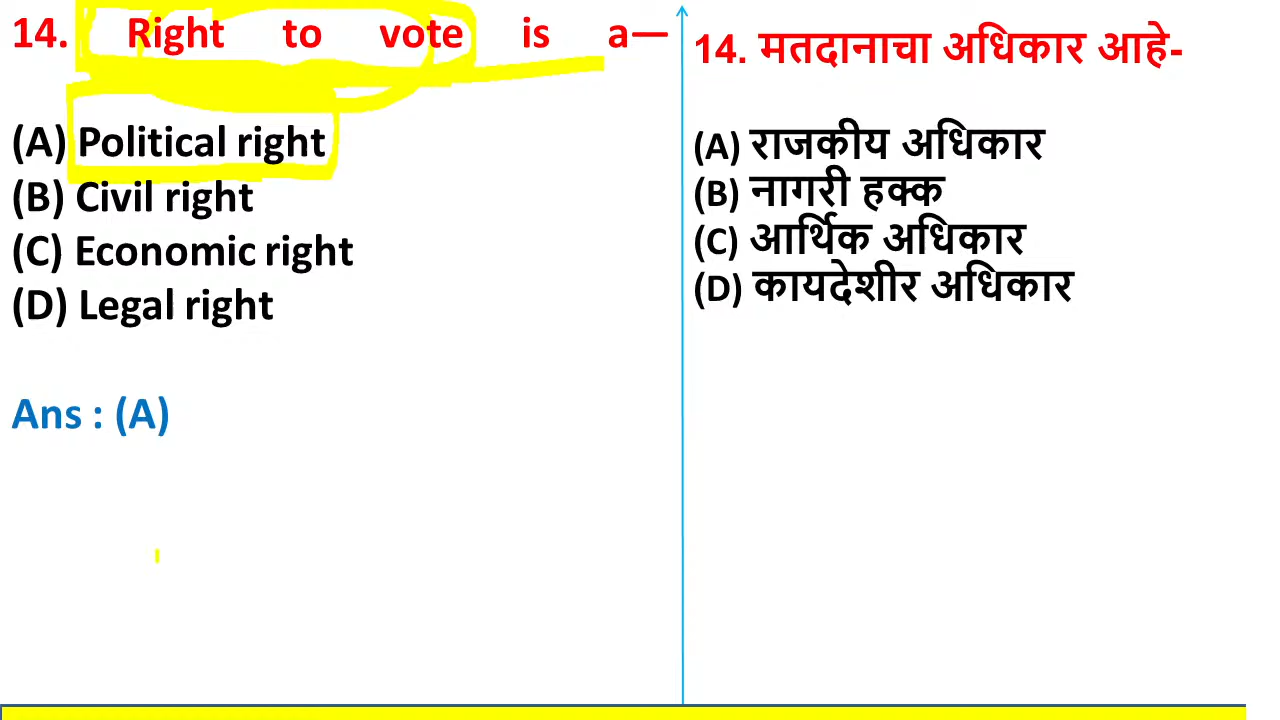 14. Right to vote is a—
(A) Political right
(B) Civil right
(C) Economic right
(D) Legal right
Ans : (A)
14. मतदानाचा अधिकार आहे-
(A) राजकीय अधिकार
(B) नागरी हक्क
(C) आर्थिक अधिकार
(D) कायदेशीर अधिकार